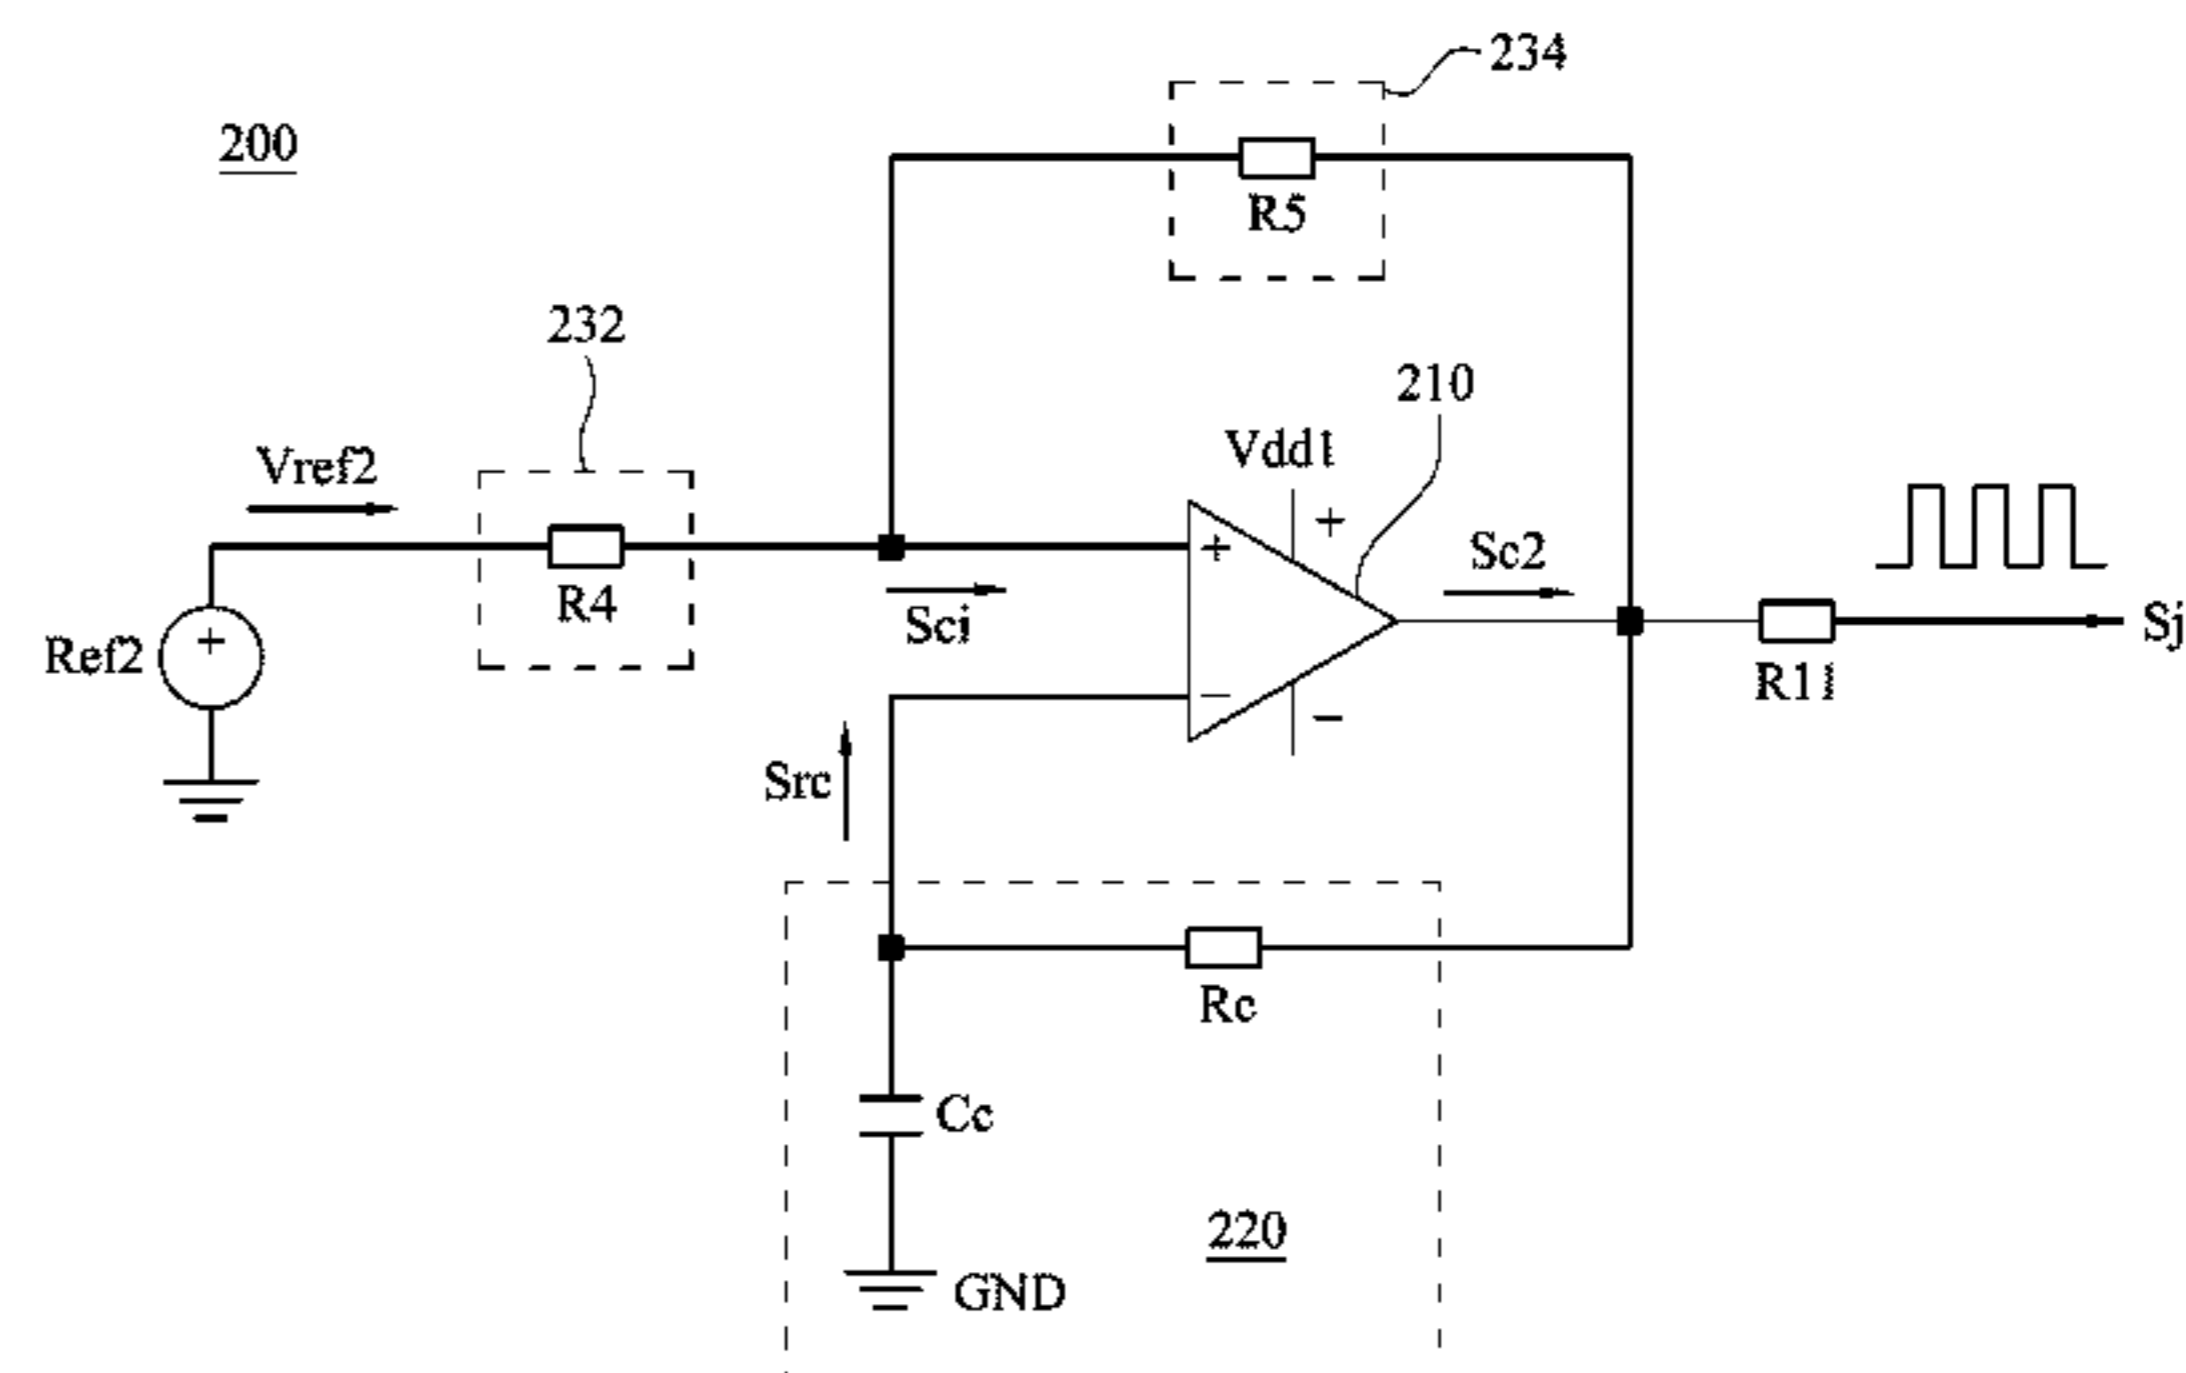 234
200
R5
232
210
Vref2
Vdd1
+
Sc2
+
R4
Sci
Ref2
+
Sj
R11
−
−
Src
Rc
Cc
220
GND